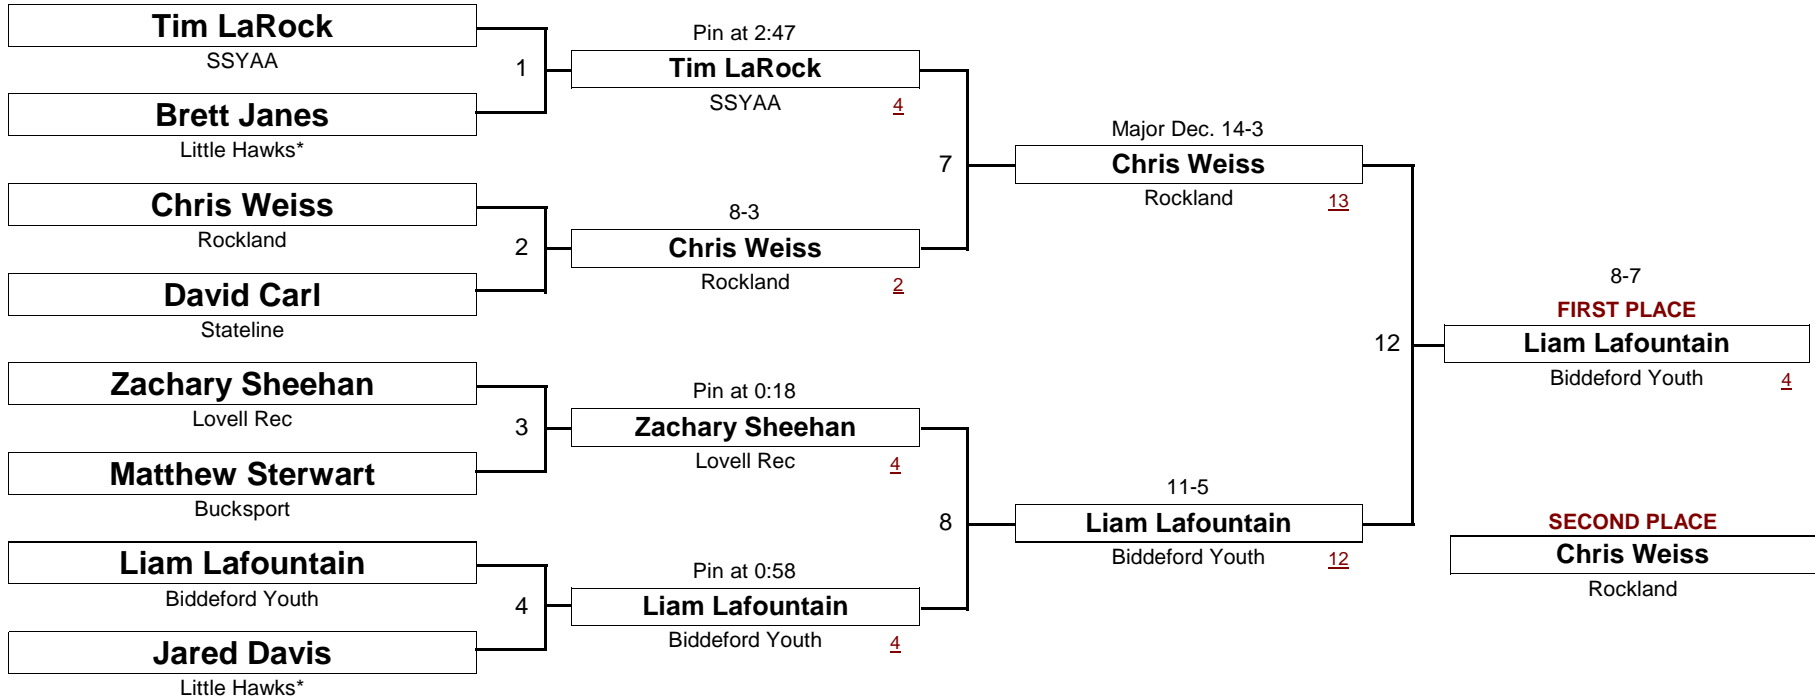 Tim LaRock
SSYAA
1
Brett Janes
Little Hawks*
Chris Weiss
Rockland
2
David Carl
Stateline
Zachary Sheehan
Lovell Rec
3
Matthew Sterwart
Bucksport
Liam Lafountain
Biddeford Youth
4
Jared Davis
Little Hawks*
Pin at 2:47
Tim LaRock
SSYAA 4
7
8-3
Chris Weiss
Rockland 2
Pin at 0:18
Zachary Sheehan
Lovell Rec 4
8
Pin at 0:58
Liam Lafountain
Biddeford Youth 4
Major Dec. 14-3
Chris Weiss
Rockland 13
12
11-5
Liam Lafountain
Biddeford Youth 12
8-7
FIRST PLACE
Liam Lafountain
Biddeford Youth 4
SECOND PLACE
Chris Weiss
Rockland